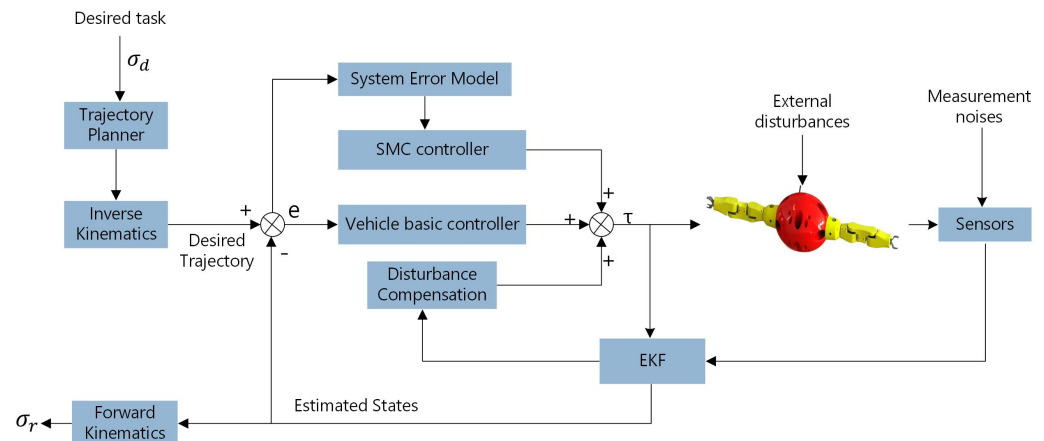 Desired task
σd
Trajectory
Planner
Inverse
Kinematics
+
Desired
Trajectory
-
e
System Error Model
SMC controller
Vehicle basic controller
Disturbance
Compensation
+
+
+
τ
External
disturbances
Measurement
noises
Sensors
EKF
Estimated States
Forward
Kinematics
σr